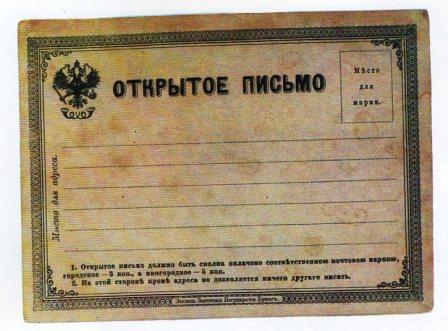 ОТКРЫТОЕ ПИСЬМО
Мѣсто
для
марки.
Мѣсто для адреса.
1. Открытое письмо должно быть сполна оплачено соотвѣтственною почтовою маркою,
городское — 3 коп., а иногородное — 5 коп.
2. На этой сторонѣ кромѣ адреса не дозволяется ничего другаго писать.
Экспед. Заготовл. Государств. Бумагъ.